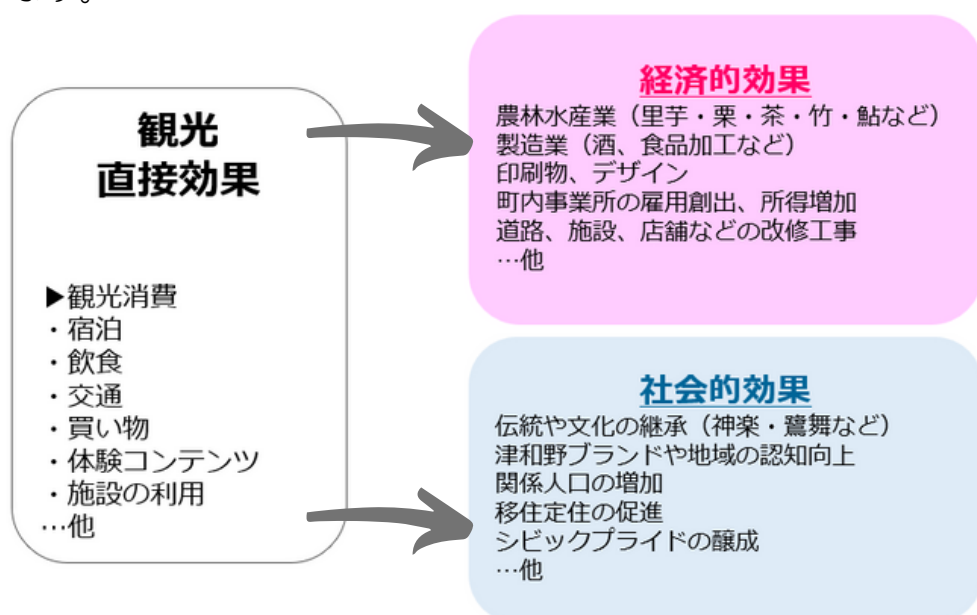 ます。
観光
直接効果
▶観光消費
・宿泊
・飲食
・交通
・買い物
・体験コンテンツ
・施設の利用
…他
経済的効果
農林水産業（里芋・栗・茶・竹・鮎など）
製造業（酒、食品加工など）
印刷物、デザイン
町内事業所の雇用創出、所得増加
道路、施設、店舗などの改修工事
…他
社会的効果
伝統や文化の継承（神楽・鷺舞など）
津和野ブランドや地域の認知向上
関係人口の増加
移住定住の促進
シビックプライドの醸成
…他